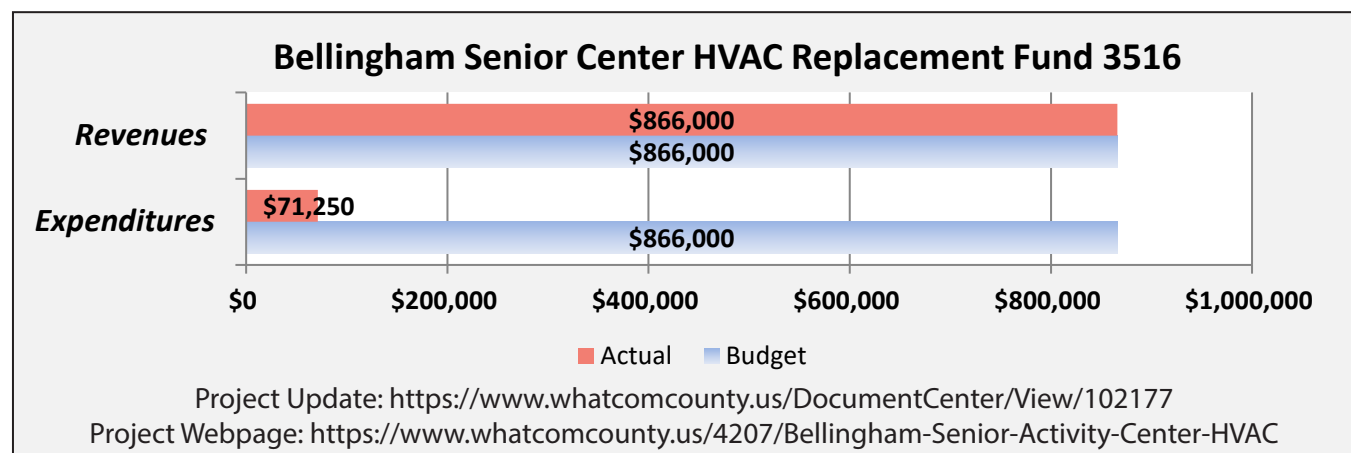 Bellingham Senior Center HVAC Replacement Fund 3516
Revenues
$866,000
$866,000
Expenditures
$71,250
$866,000
$0 $200,000 $400,000 $600,000 $800,000 $1,000,000
Actual Budget
Project Update: https://www.whatcomcounty.us/DocumentCenter/View/102177
Project Webpage: https://www.whatcomcounty.us/4207/Bellingham-Senior-Activity-Center-HVAC